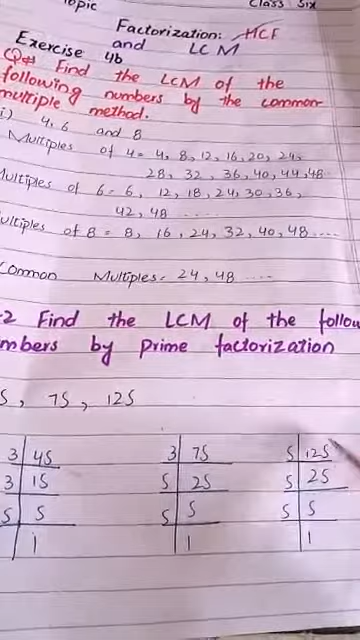 Topic Class Six
Factorization: HCF
and LCM
Exercise 4b
Q#1 Find the LCM of the
following numbers by the common
multiple method.
i) 4, 6 and 8
Multiples of 4 = 4, 8, 12, 16, 20, 24,
28, 32, 36, 40, 44, 48
Multiples of 6 = 6, 12, 18, 24, 30, 36,
42, 48 .....
ultiples of 8 = 8, 16, 24, 32, 40, 48 ....
Common Multiples = 24, 48 ....
-2 Find the LCM of the follow
mbers by prime factorization
5, 75, 125
3 45 3 75 5 125
3 15 5 25 5 25
5 5 5 5 5 5
1 1 1